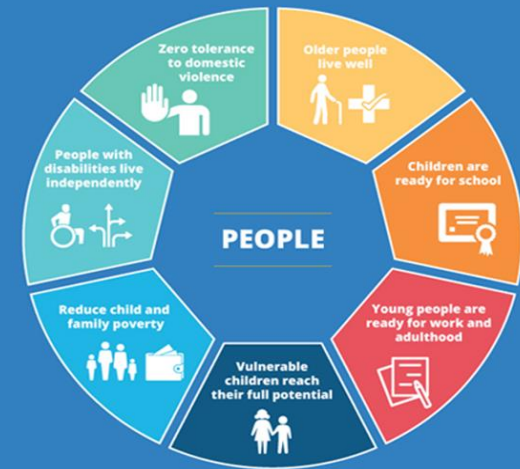 Zero tolerance
to domestic
violence
Older people
live well
People with
disabilities live
independently
Children are
ready for school
PEOPLE
Reduce child and
family poverty
Young people are
ready for work and
adulthood
Vulnerable
children reach
their full potential